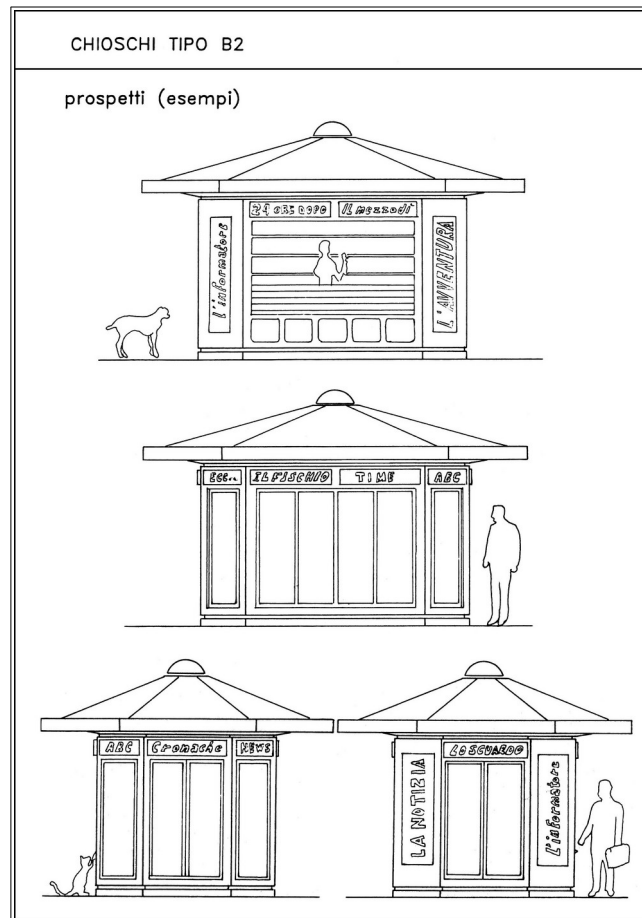 CHIOSCHI TIPO B2
prospetti (esempi)
24 ORE DOPO IL mezzodì
L'informatore
L'AVVENTURA
IL FISCHIO TIME ABC
ABC Cronache NEWS
LO SGUARDO
LA NOTIZIA
L'informatore